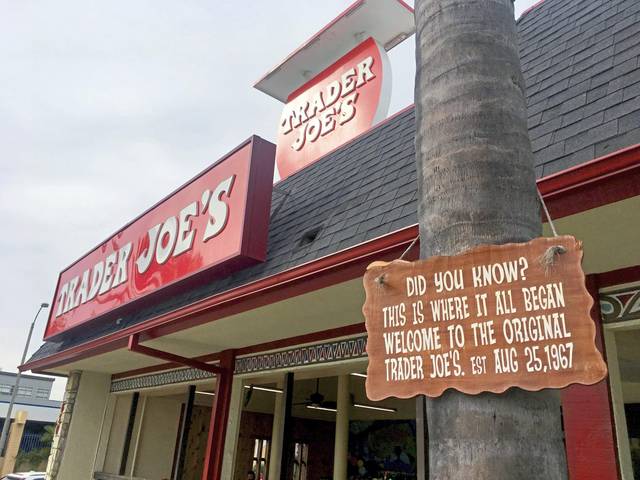 TRADER
JOE'S
TRADER JOE'S
DID YOU KNOW?
THIS IS WHERE IT ALL BEGAN
WELCOME TO THE ORIGINAL
TRADER JOE'S. EST AUG 25,1967